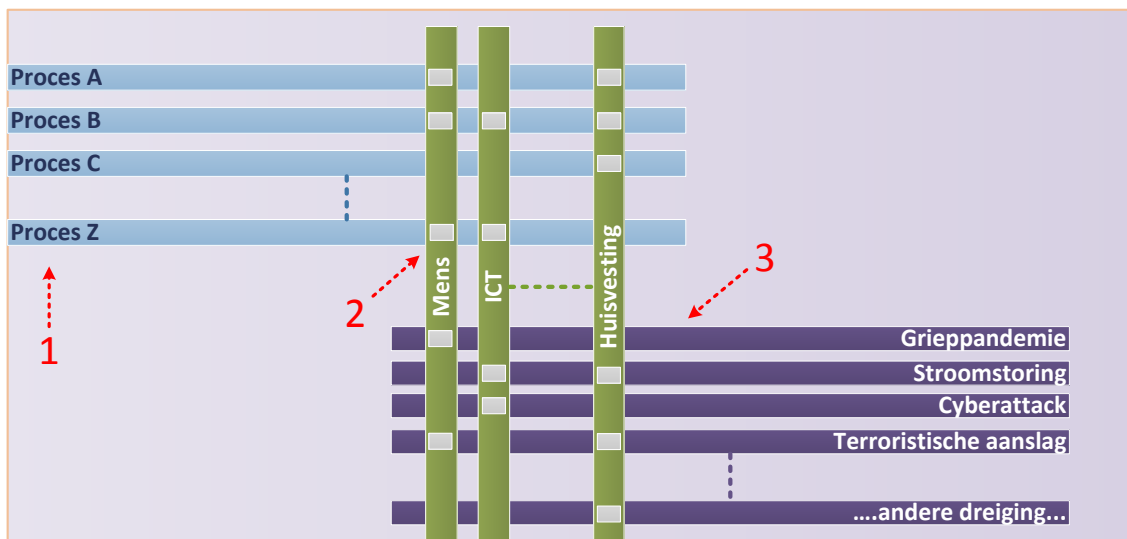 Proces A
Proces B
Proces C
Proces Z
1
2
3
Mens
ICT
Huisvesting
Grieppandemie
Stroomstoring
Cyberattack
Terroristische aanslag
....andere dreiging...